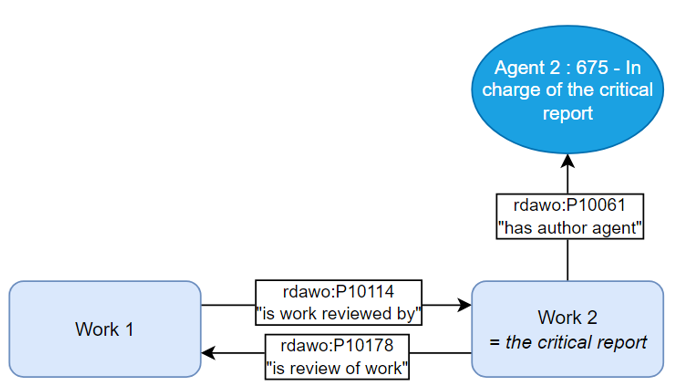 Agent 2 : 675 - In
charge of the critical
report
rdawo:P10061
"has author agent"
rdawo:P10114
"is work reviewed by"
Work 1
Work 2
= the critical report
rdawo:P10178
"is review of work"